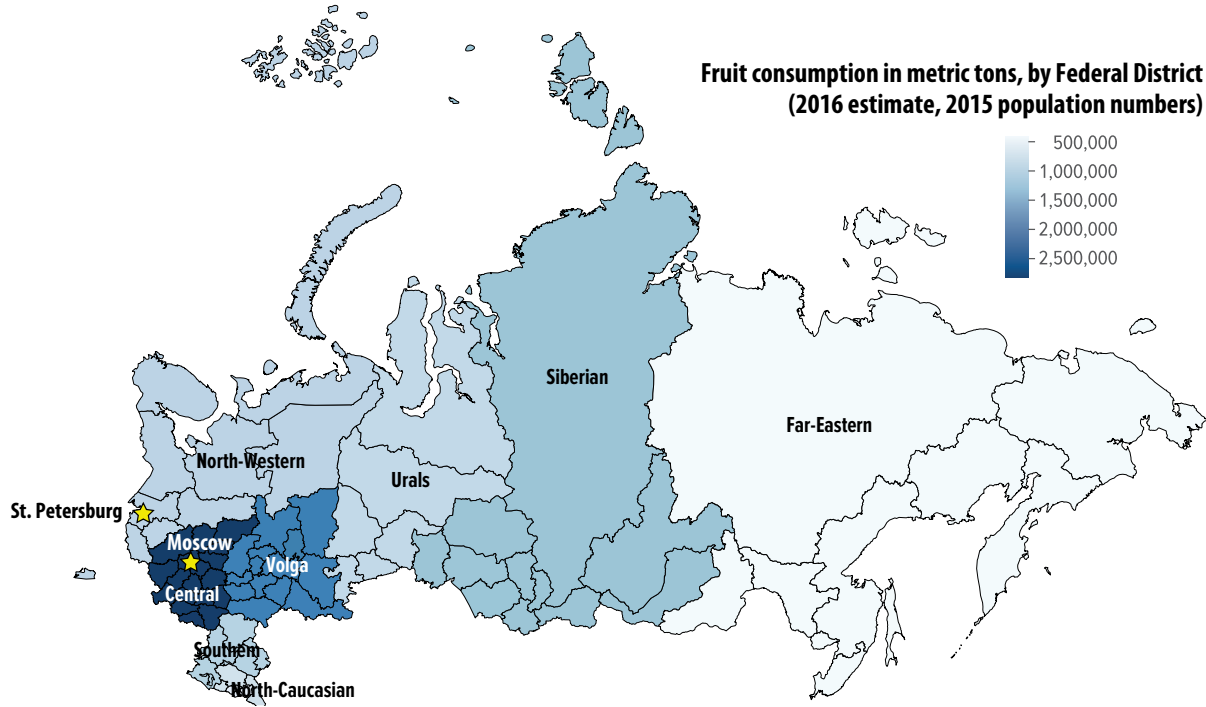 Fruit consumption in metric tons, by Federal District
(2016 estimate, 2015 population numbers)
500,000
1,000,000
1,500,000
2,000,000
2,500,000
Siberian
Far-Eastern
North-Western
Urals
St. Petersburg
Moscow
Volga
Central
Southern
North-Caucasian